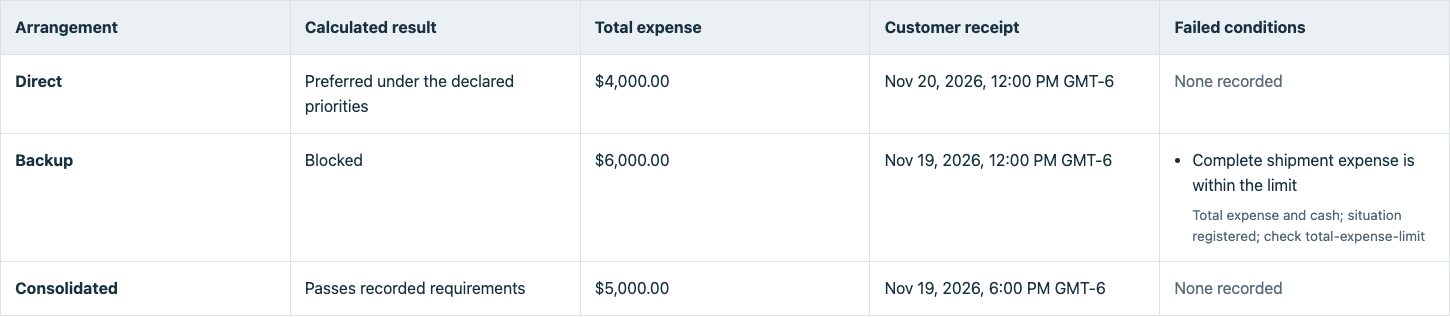 Arrangement
Calculated result
Total expense
Customer receipt
Failed conditions
Direct
Preferred under the declared
priorities
$4,000.00
Nov 20, 2026, 12:00 PM GMT-6
None recorded
Backup
Blocked
$6,000.00
Nov 19, 2026, 12:00 PM GMT-6
• Complete shipment expense is
within the limit
Total expense and cash; situation
registered; check total-expense-limit
Consolidated
Passes recorded requirements
$5,000.00
Nov 19, 2026, 6:00 PM GMT-6
None recorded